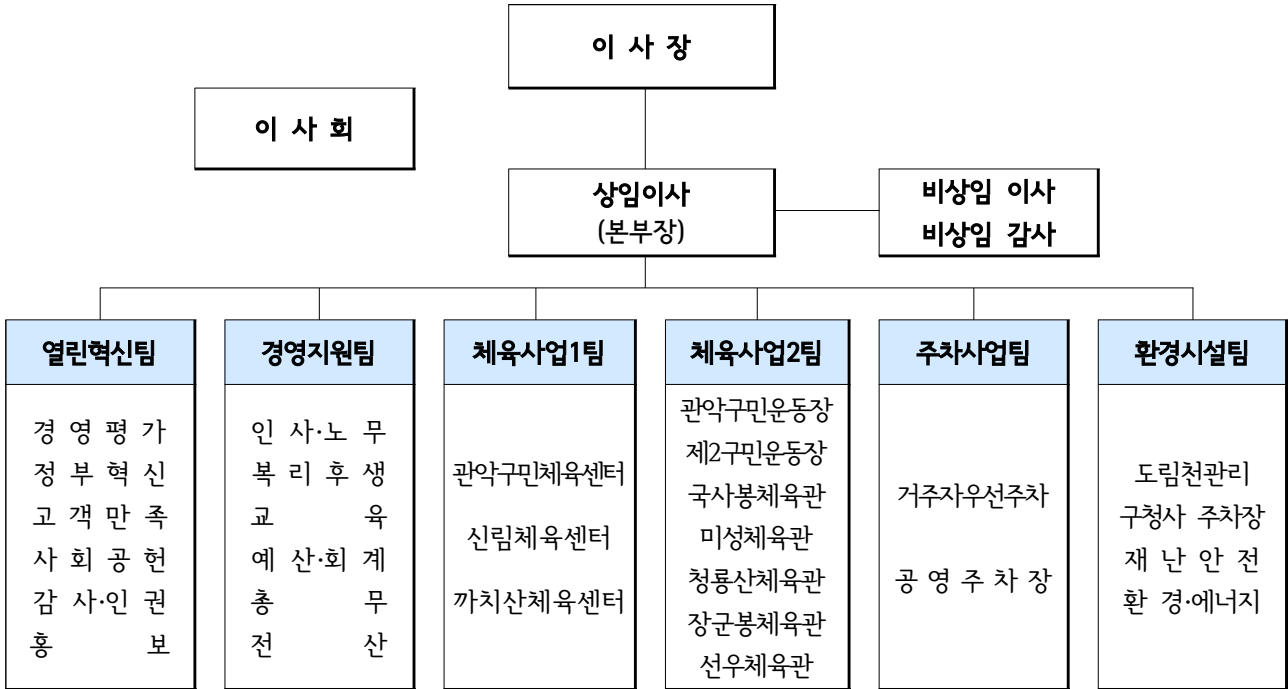 이 사 장
이 사 회
상임이사
(본부장)
비상임 이사
비상임 감사
열린혁신팀
경 영 평 가
정 부 혁 신
고 객 만 족
사 회 공 헌
감 사·인 권
홍 보
경영지원팀
인 사·노 무
복 리 후 생
교 육
예 산·회 계
총 무
전 산
체육사업1팀
관악구민체육센터
신림체육센터
까치산체육센터
체육사업2팀
관악구민운동장
제2구민운동장
국사봉체육관
미성체육관
청룡산체육관
장군봉체육관
선우체육관
주차사업팀
거주자우선주차
공 영 주 차 장
환경시설팀
도림천관리
구청사 주차장
재 난 안 전
환 경·에너지